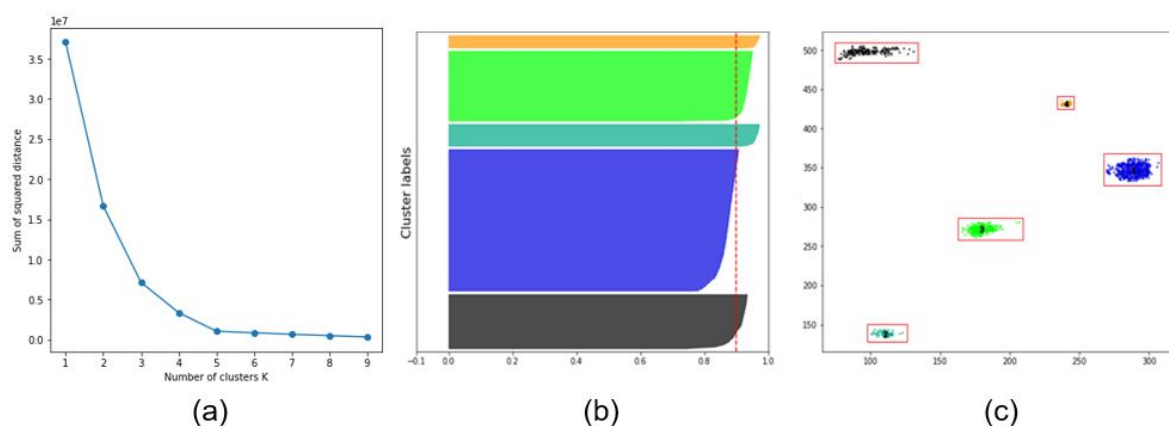 1e7
3.5
3.0
2.5
2.0
1.5
1.0
0.5
0.0
Sum of squared distance
1 2 3 4 5 6 7 8 9
Number of clusters K
(a)
Cluster labels
−0.1 0.0 0.2 0.4 0.6 0.8 1.0
(b)
500
450
400
350
300
250
200
150
100 150 200 250 300
(c)